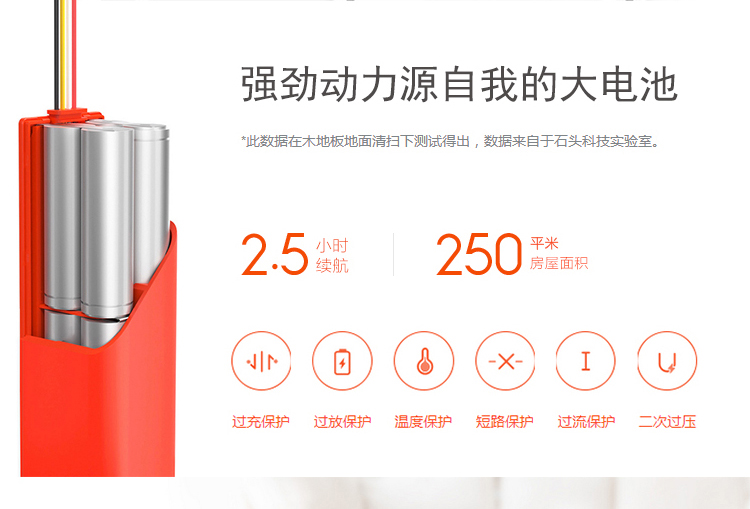 强劲动力源自我的大电池
*此数据在木地板地面清扫下测试得出，数据来自于石头科技实验室。
2.5 小时续航
250 平米房屋面积
过充保护 过放保护 温度保护 短路保护 过流保护 二次过压